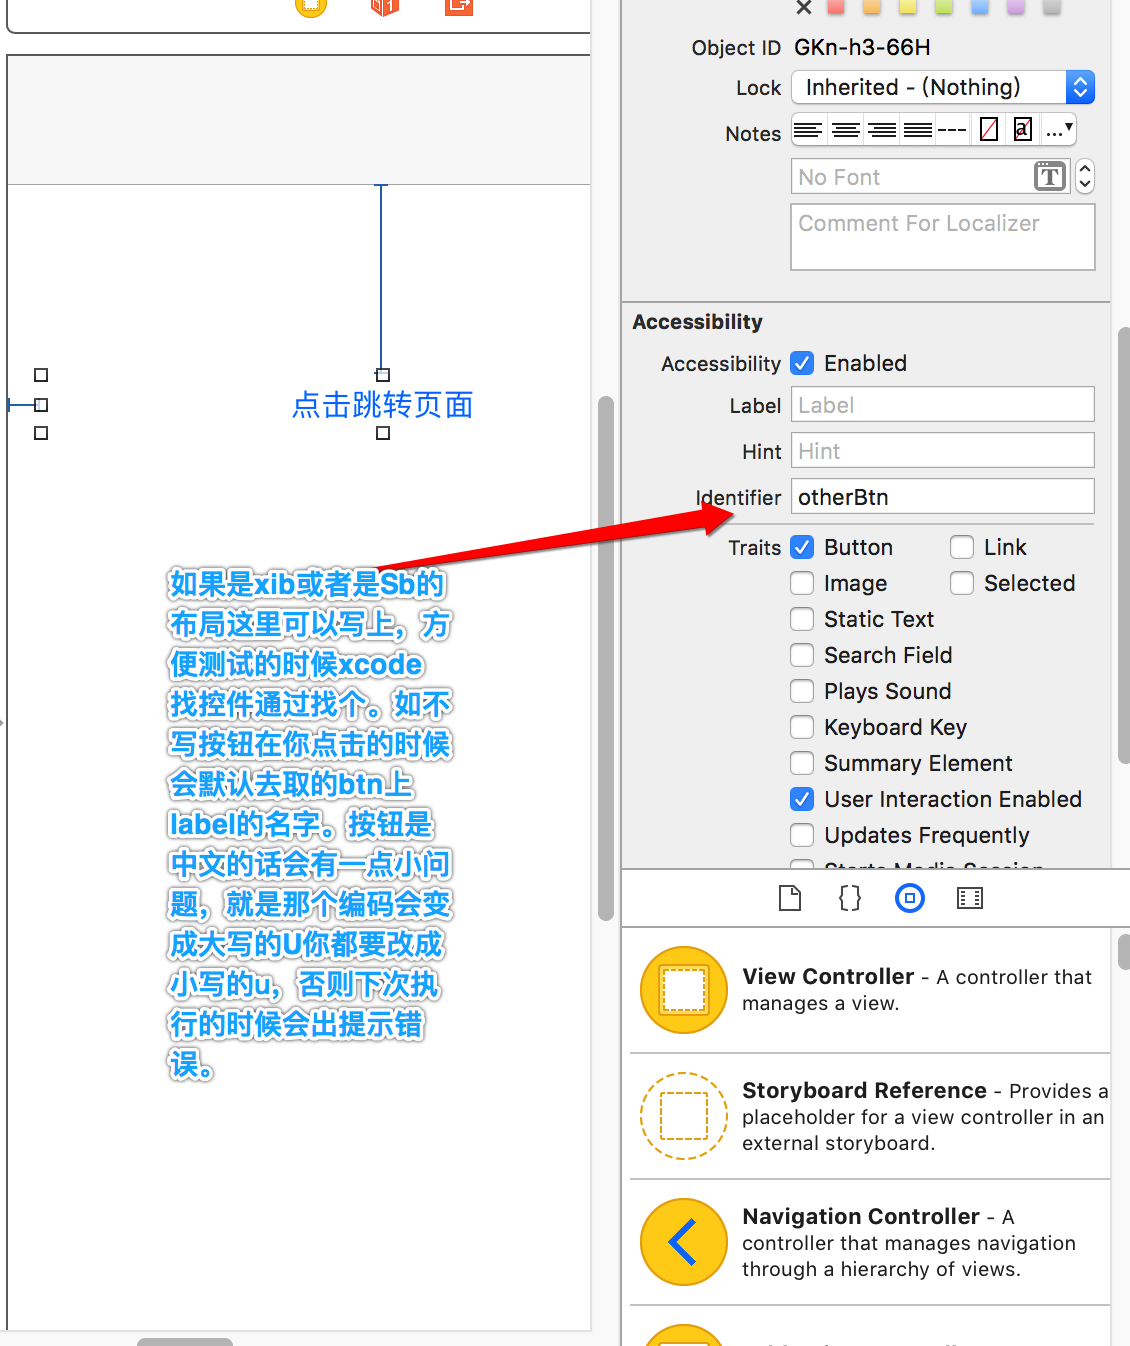 Object ID GKn-h3-66H
Lock Inherited - (Nothing)
Notes
No Font T
Comment For Localizer
Accessibility
Accessibility Enabled
Label Label
Hint Hint
Identifier otherBtn
Traits Button Link
Image Selected
Static Text
Search Field
Plays Sound
Keyboard Key
Summary Element
User Interaction Enabled
Updates Frequently
点击跳转页面
如果是xib或者是Sb的
布局这里可以写上，方
便测试的时候xcode
找控件通过找个。如不
写按钮在你点击的时候
会默认去取的btn上
label的名字。按钮是
中文的话会有一点小问
题，就是那个编码会变
成大写的U你都要改成
小写的u，否则下次执
行的时候会出提示错
误。
View Controller - A controller that
manages a view.
Storyboard Reference - Provides a
placeholder for a view controller in an
external storyboard.
Navigation Controller - A
controller that manages navigation
through a hierarchy of views.